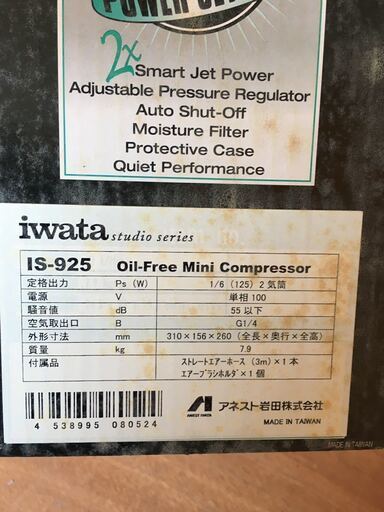 POWER
2x
Smart Jet Power
Adjustable Pressure Regulator
Auto Shut-Off
Moisture Filter
Protective Case
Quiet Performance
iwata studio series
IS-925 Oil-Free Mini Compressor
定格出力 Ps (W) 1/6 (125) 2気筒
電源 V 単相100
騒音値 dB 55 以下
空気取出口 B G1/4
外形寸法 mm 310×156×260 (全長×奥行×全高)
質量 kg 7.9
付属品 ストレートエアーホース (3m)×1本
エアーブラシホルダ×1個
ANEST IWATA アネスト岩田株式会社
MADE IN TAIWAN
4 538995 080524
MADE IN TAIWAN